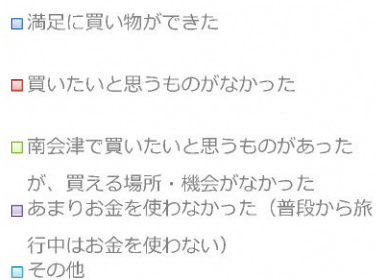 満足に買い物ができた
買いたいと思うものがなかった
南会津で買いたいと思うものがあった
が、買える場所・機会がなかった
あまりお金を使わなかった（普段から旅
行中はお金を使わない）
その他